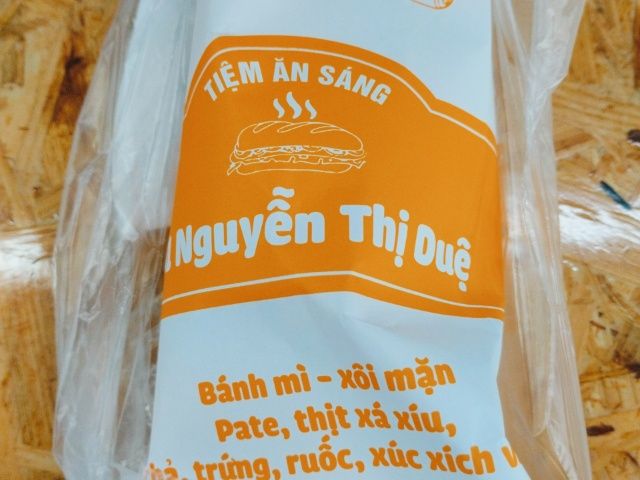 TIỆM ĂN SÁNG
Nguyễn Thị Duệ
Bánh mì - xôi mặn
Pate, thịt xá xíu,
trứng, ruốc, xúc xích